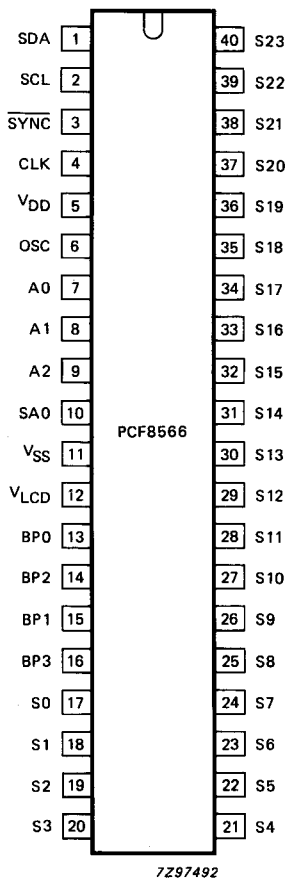 SDA 1 40 S23
SCL 2 39 S22
SYNC 3 38 S21
CLK 4 37 S20
VDD 5 36 S19
OSC 6 35 S18
A0 7 34 S17
A1 8 33 S16
A2 9 32 S15
SA0 10 31 S14
PCF8566
VSS 11 30 S13
VLCD 12 29 S12
BP0 13 28 S11
BP2 14 27 S10
BP1 15 26 S9
BP3 16 25 S8
S0 17 24 S7
S1 18 23 S6
S2 19 22 S5
S3 20 21 S4
7Z97492